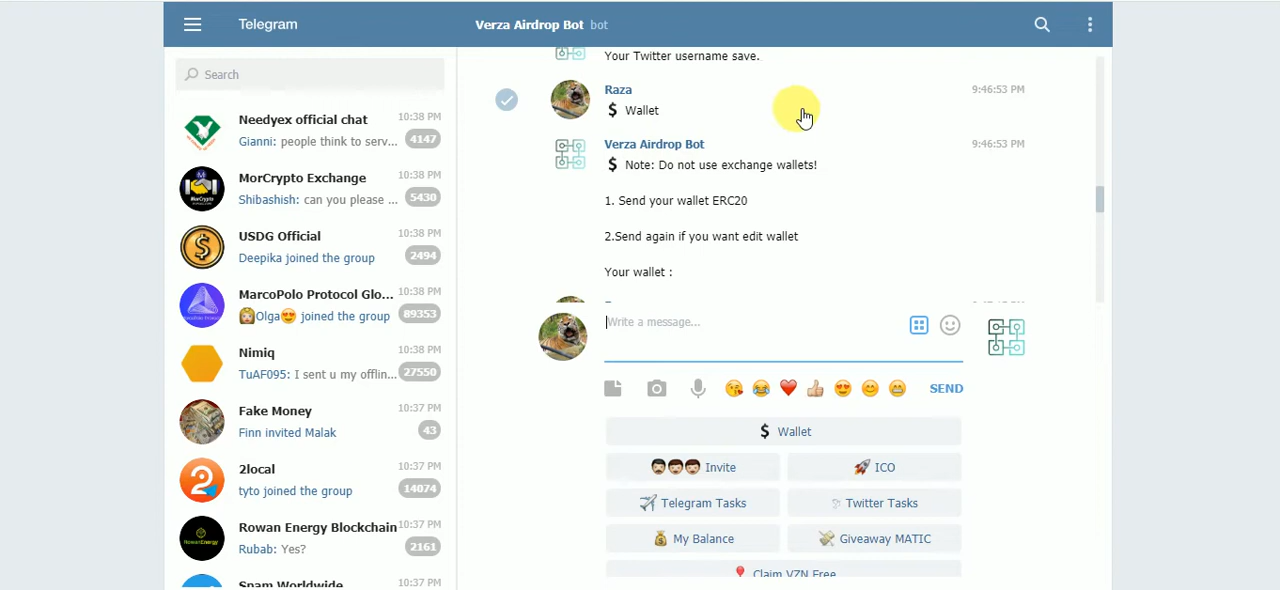 Telegram
Verza Airdrop Bot bot
Search
Needyex official chat 10:38 PM
Gianni: people think to serv... 4147
MorCrypto Exchange 10:38 PM
Shibashish: can you please ... 5430
USDG Official 10:38 PM
Deepika joined the group 2494
MarcoPolo Protocol Glo... 10:38 PM
👩Olga😍 joined the group 89353
Nimiq 10:38 PM
TuAF095: I sent u my offlin... 27550
Fake Money 10:37 PM
Finn invited Malak 43
2local 10:37 PM
tyto joined the group 14074
Rowan Energy Blockchain 10:37 PM
Rubab: Yes? 2161
Spam Worldwide 10:37 PM
Your Twitter username save.
Raza 9:46:53 PM
💲 Wallet
Verza Airdrop Bot 9:46:53 PM
💲 Note: Do not use exchange wallets!
1. Send your wallet ERC20
2.Send again if you want edit wallet
Your wallet :
Write a message...
SEND
💲 Wallet
Invite
🚀 ICO
Telegram Tasks
Twitter Tasks
💰 My Balance
💸 Giveaway MATIC
📍 Claim VZN Free